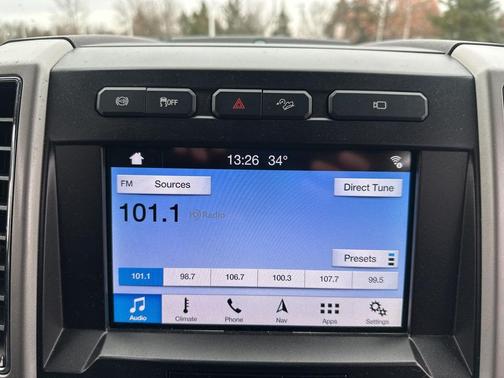 OFF
13:26 34°
FM Sources
Direct Tune
101.1 HD Radio
Presets
101.1 98.7 106.7 100.3 107.7 99.5
Audio Climate Phone Nav Apps Settings